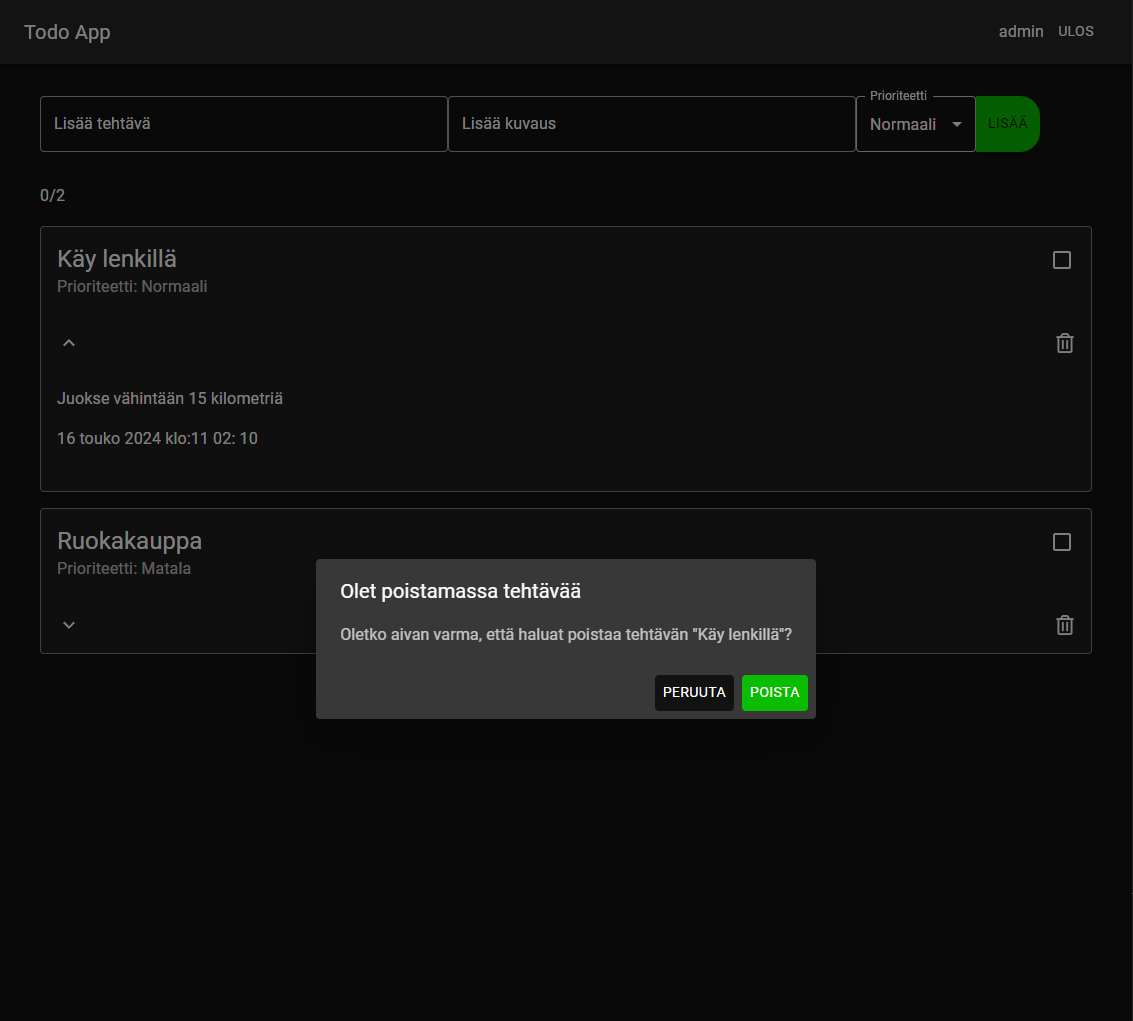 Todo App
admin ULOS
Prioriteetti
Lisää tehtävä Lisää kuvaus Normaali LISÄÄ
0/2
Käy lenkillä
Prioriteetti: Normaali
Juokse vähintään 15 kilometriä
16 touko 2024 klo:11 02: 10
Ruokakauppa
Prioriteetti: Matala
Olet poistamassa tehtävää
Oletko aivan varma, että haluat poistaa tehtävän "Käy lenkillä"?
PERUUTA POISTA